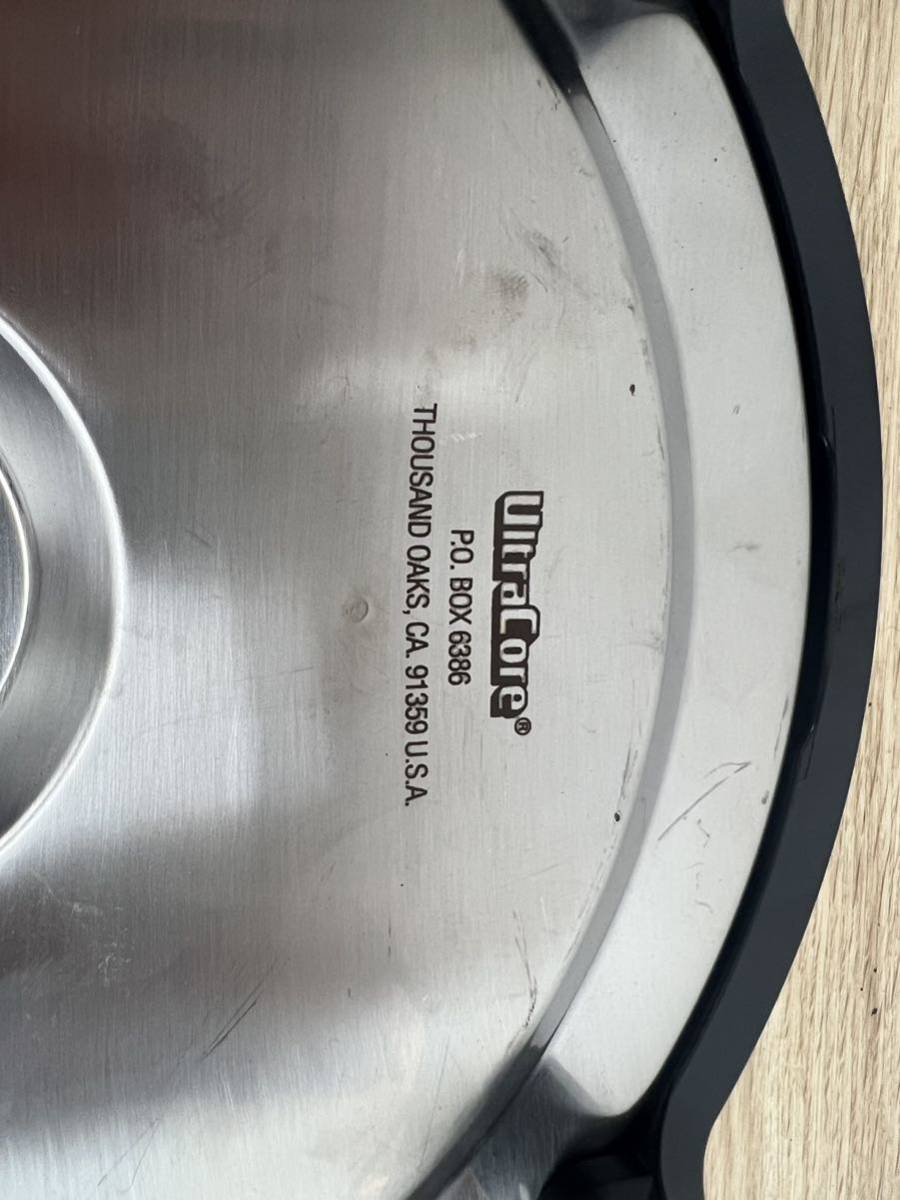 UltraCore®
P.O. BOX 6386
THOUSAND OAKS, CA. 91359 U.S.A.